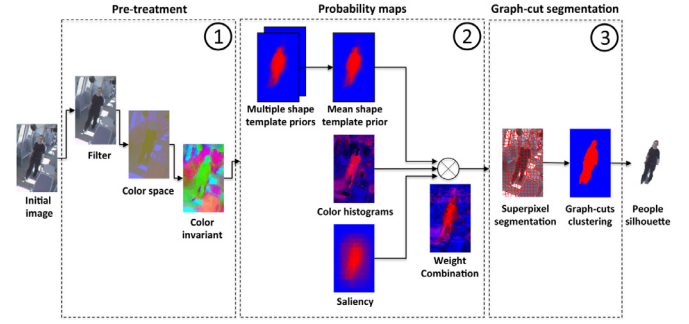 Pre-treatment
Probability maps
Graph-cut segmentation
1
2
3
Multiple shape
template priors
Mean shape
template prior
Filter
Color space
Initial
image
Color
invariant
Color histograms
Saliency
Weight
Combination
Superpixel
segmentation
Graph-cuts
clustering
People
silhouette